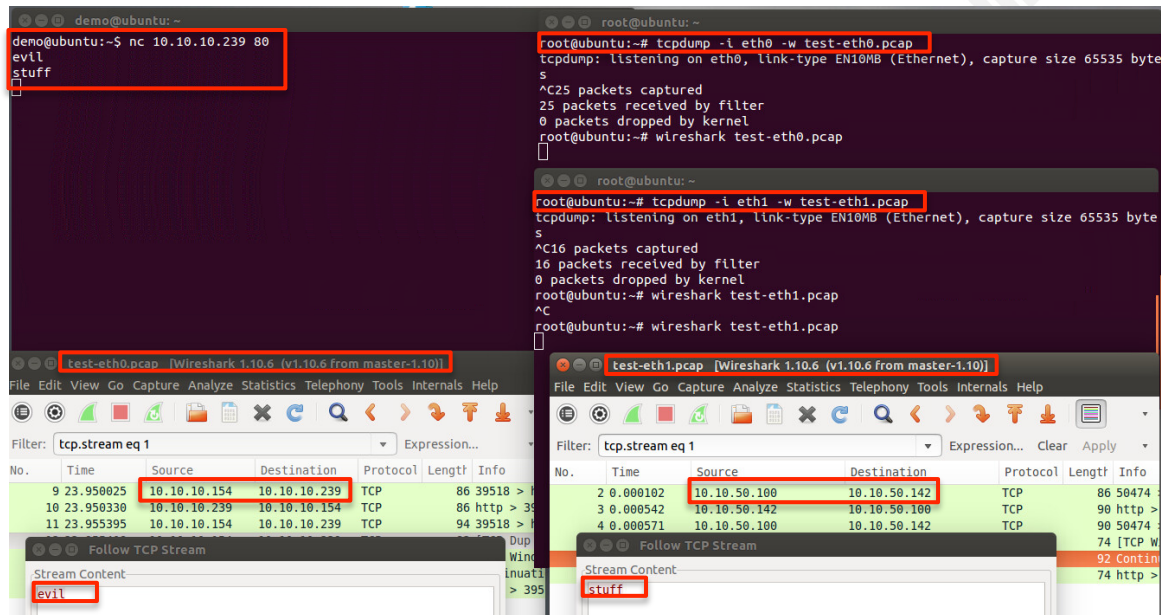 demo@ubuntu: ~
demo@ubuntu:~$ nc 10.10.10.239 80
evil
stuff
root@ubuntu: ~
root@ubuntu:~# tcpdump -i eth0 -w test-eth0.pcap
tcpdump: listening on eth0, link-type EN10MB (Ethernet), capture size 65535 byte
s
^C25 packets captured
25 packets received by filter
0 packets dropped by kernel
root@ubuntu:~# wireshark test-eth0.pcap
root@ubuntu: ~
root@ubuntu:~# tcpdump -i eth1 -w test-eth1.pcap
tcpdump: listening on eth1, link-type EN10MB (Ethernet), capture size 65535 byte
s
^C16 packets captured
16 packets received by filter
0 packets dropped by kernel
root@ubuntu:~# wireshark test-eth1.pcap
^C
root@ubuntu:~# wireshark test-eth1.pcap
test-eth0.pcap [Wireshark 1.10.6 (v1.10.6 from master-1.10)]
File Edit View Go Capture Analyze Statistics Telephony Tools Internals Help
Filter: tcp.stream eq 1 Expression...
No. Time Source Destination Protocol Length Info
9 23.950025 10.10.10.154 10.10.10.239 TCP 86 39518 >
10 23.950330 10.10.10.239 10.10.10.154 TCP 86 http > 39
11 23.955395 10.10.10.154 10.10.10.239 TCP 94 39518 >
Dup
Wind
inuati
> 395
Follow TCP Stream
Stream Content
evil
test-eth1.pcap [Wireshark 1.10.6 (v1.10.6 from master-1.10)]
File Edit View Go Capture Analyze Statistics Telephony Tools Internals Help
Filter: tcp.stream eq 1 Expression... Clear Apply
No. Time Source Destination Protocol Length Info
2 0.000102 10.10.50.100 10.10.50.142 TCP 86 50474 >
3 0.000542 10.10.50.142 10.10.50.100 TCP 90 http >
4 0.000571 10.10.50.100 10.10.50.142 TCP 90 50474 >
74 [TCP W
92 Contin
74 http >
Follow TCP Stream
Stream Content
stuff